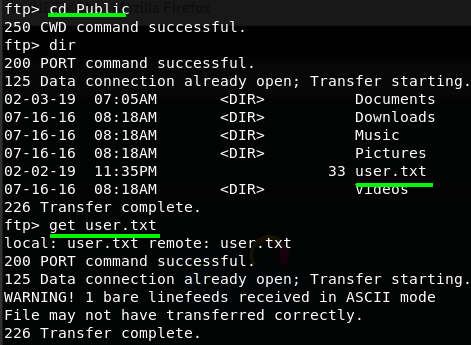 ftp> cd Public
250 CWD command successful.
ftp> dir
200 PORT command successful.
125 Data connection already open; Transfer starting.
02-03-19  07:05AM       <DIR>          Documents
07-16-16  08:18AM       <DIR>          Downloads
07-16-16  08:18AM       <DIR>          Music
07-16-16  08:18AM       <DIR>          Pictures
02-02-19  11:35PM                   33 user.txt
07-16-16  08:18AM       <DIR>          Videos
226 Transfer complete.
ftp> get user.txt
local: user.txt remote: user.txt
200 PORT command successful.
125 Data connection already open; Transfer starting.
WARNING! 1 bare linefeeds received in ASCII mode
File may not have transferred correctly.
226 Transfer complete.